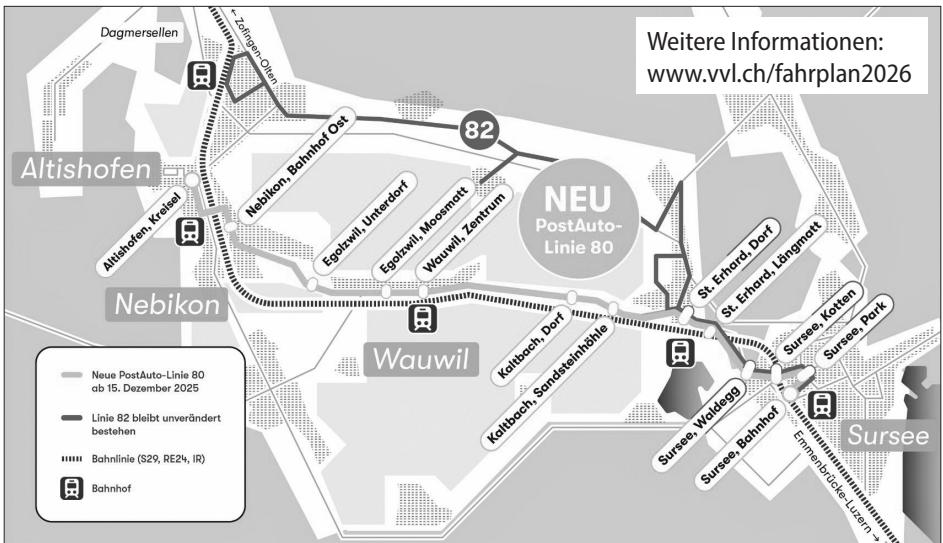 Weitere Informationen:
www.vvl.ch/fahrplan2026
← Zofingen-Olten
Dagmersellen
82
Altishofen
Altishofen, Kreisel
Nebikon, Bahnhof Ost
Egolzwil, Unterdorf
Egolzwil, Moosmatt
Wauwil, Zentrum
NEU
PostAuto-
Linie 80
St. Erhard, Dorf
St. Erhard, Längmatt
Sursee, Kotten
Sursee, Park
Nebikon
Wauwil
Kaltbach, Dorf
Kaltbach, Sandsteinhöhle
Sursee, Waldegg
Sursee, Bahnhof
Sursee
Emmenbrücke-Luzern →
Neue PostAuto-Linie 80
ab 15. Dezember 2025
Linie 82 bleibt unverändert
bestehen
Bahnlinie (S29, RE24, IR)
Bahnhof